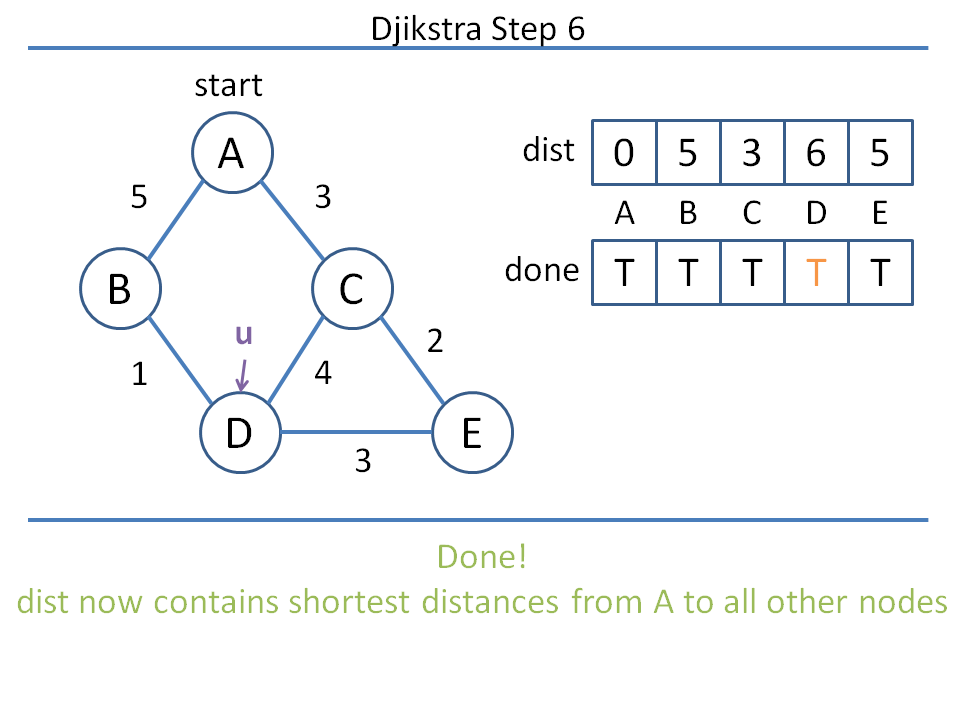 Djikstra Step 6
start
A
5
3
B
C
u
1
4
2
D
E
3
dist 0 5 3 6 5
A B C D E
done T T T T T
Done!
dist now contains shortest distances from A to all other nodes